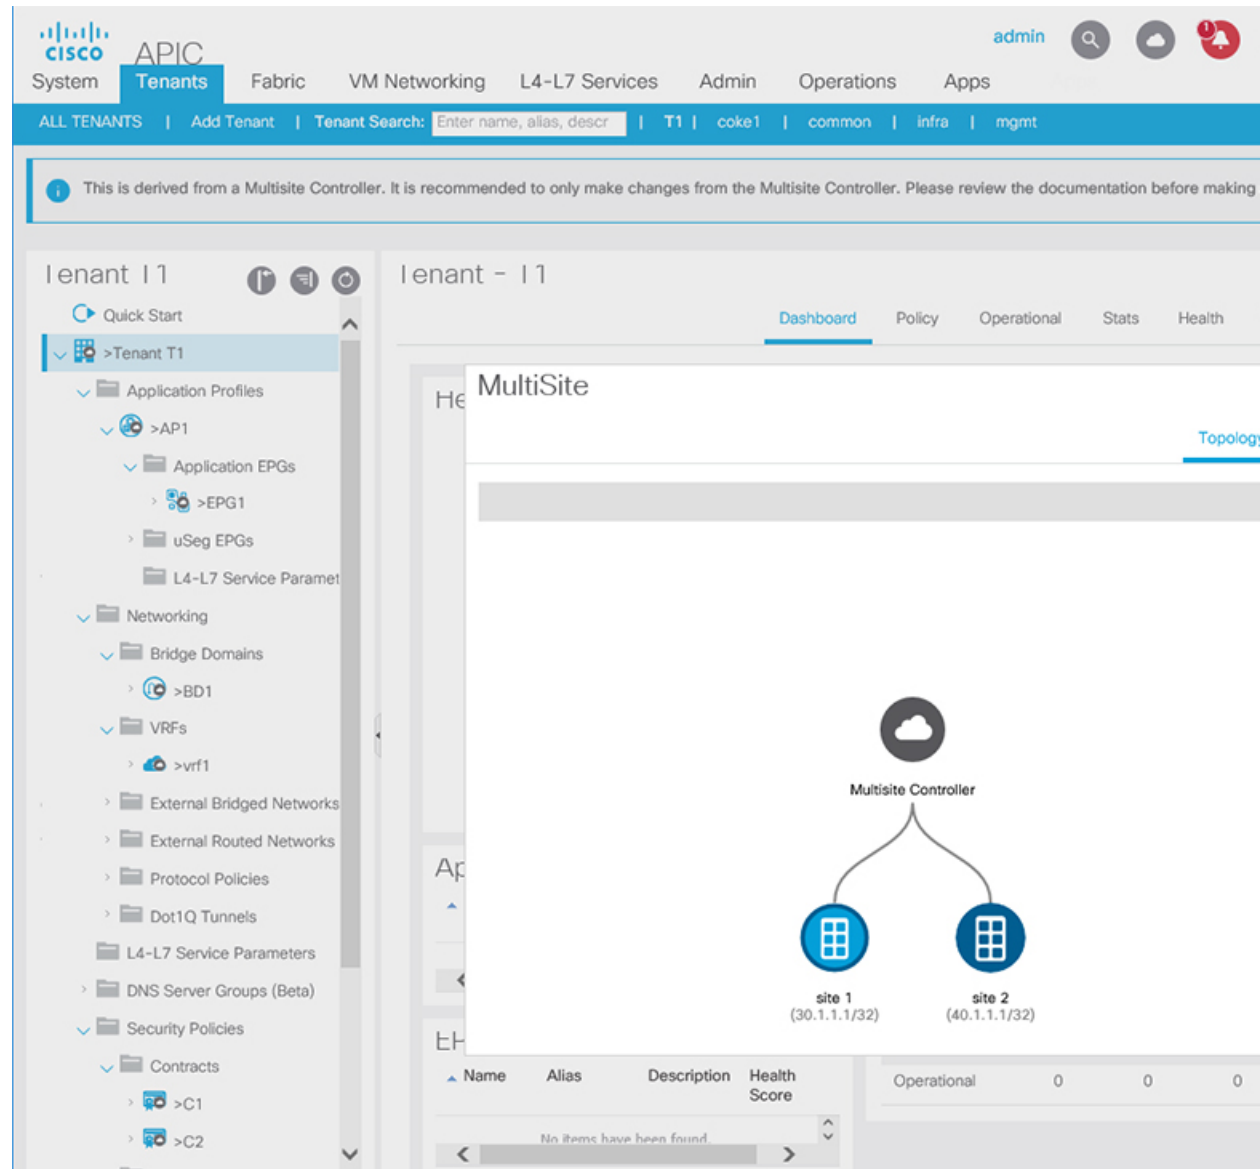 cisco
APIC
admin
1
System Tenants Fabric VM Networking L4-L7 Services Admin Operations Apps
ALL TENANTS | Add Tenant | Tenant Search: Enter name, alias, descr | T1 | coke1 | common | infra | mgmt
This is derived from a Multisite Controller. It is recommended to only make changes from the Multisite Controller. Please review the documentation before making
Tenant T1
Quick Start
>Tenant T1
Application Profiles
>AP1
Application EPGs
>EPG1
uSeg EPGs
L4-L7 Service Paramet
Networking
Bridge Domains
>BD1
VRFs
>vrf1
External Bridged Networks
External Routed Networks
Protocol Policies
Dot1Q Tunnels
L4-L7 Service Parameters
DNS Server Groups (Beta)
Security Policies
Contracts
>C1
>C2
Tenant - T1
Dashboard Policy Operational Stats Health
He
MultiSite
Topology
Multisite Controller
site 1
(30.1.1.1/32)
site 2
(40.1.1.1/32)
Ap
EP
Name Alias Description Health Score
No items have been found.
Operational 0 0 0